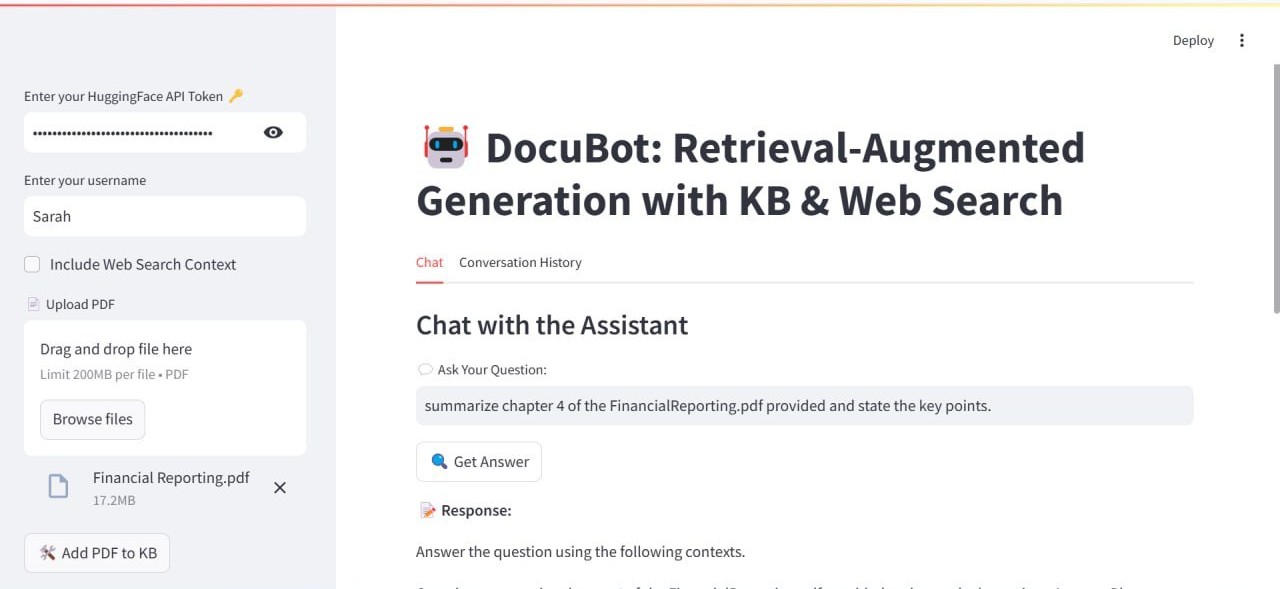 Deploy
Enter your HuggingFace API Token 🔑
••••••••••••••••••••••••••••••••••••
Enter your username
Sarah
Include Web Search Context
Upload PDF
Drag and drop file here
Limit 200MB per file • PDF
Browse files
Financial Reporting.pdf
17.2MB
Add PDF to KB
DocuBot: Retrieval-Augmented
Generation with KB & Web Search
Chat
Conversation History
Chat with the Assistant
Ask Your Question:
summarize chapter 4 of the FinancialReporting.pdf provided and state the key points.
Get Answer
Response:
Answer the question using the following contexts.